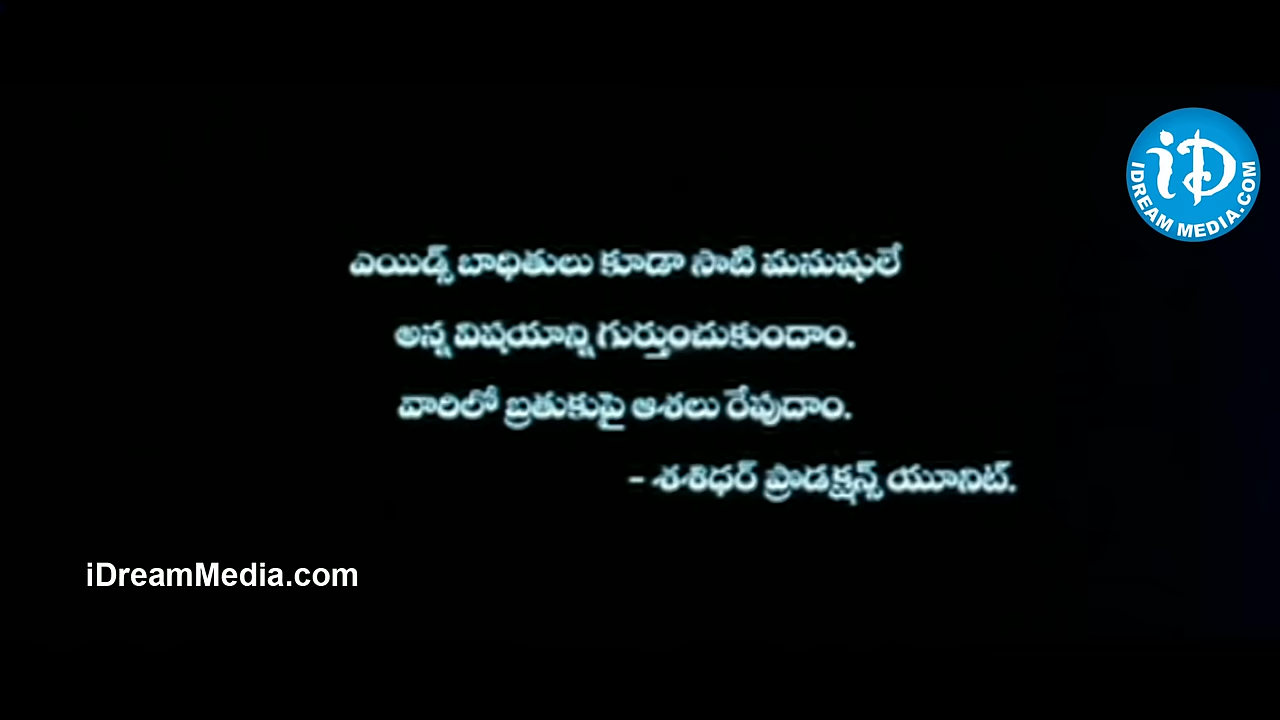 ఎయిడ్స్ బాధితులు కూడా సాటి మనుషులే
అన్న విషయాన్ని గుర్తుంచుకుందాం.
వారిలో బ్రతుకుపై ఆశలు రేపుదాం.
- శశిధర్ ప్రొడక్షన్స్ యూనిట్.
iDreamMedia.com
iD
IDREAM MEDIA.COM